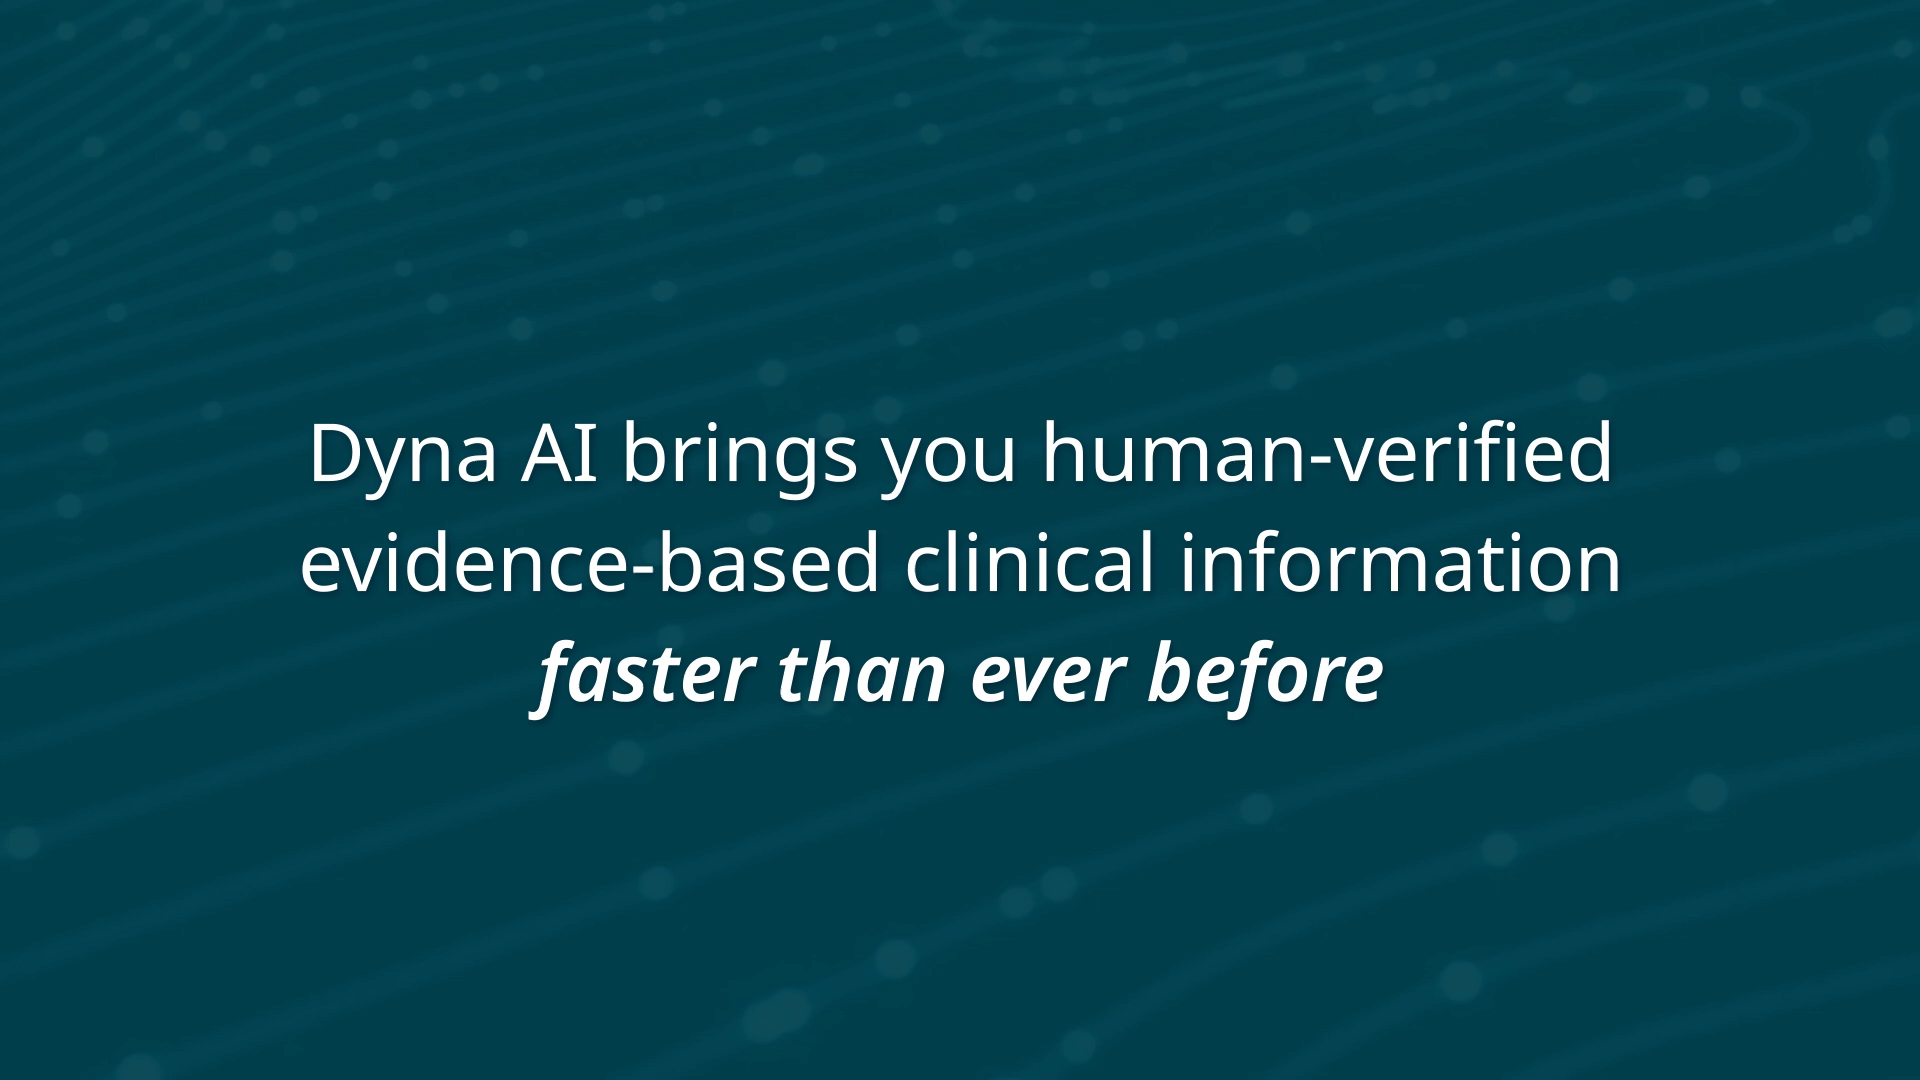 Dyna AI brings you human-verified
evidence-based clinical information
faster than ever before